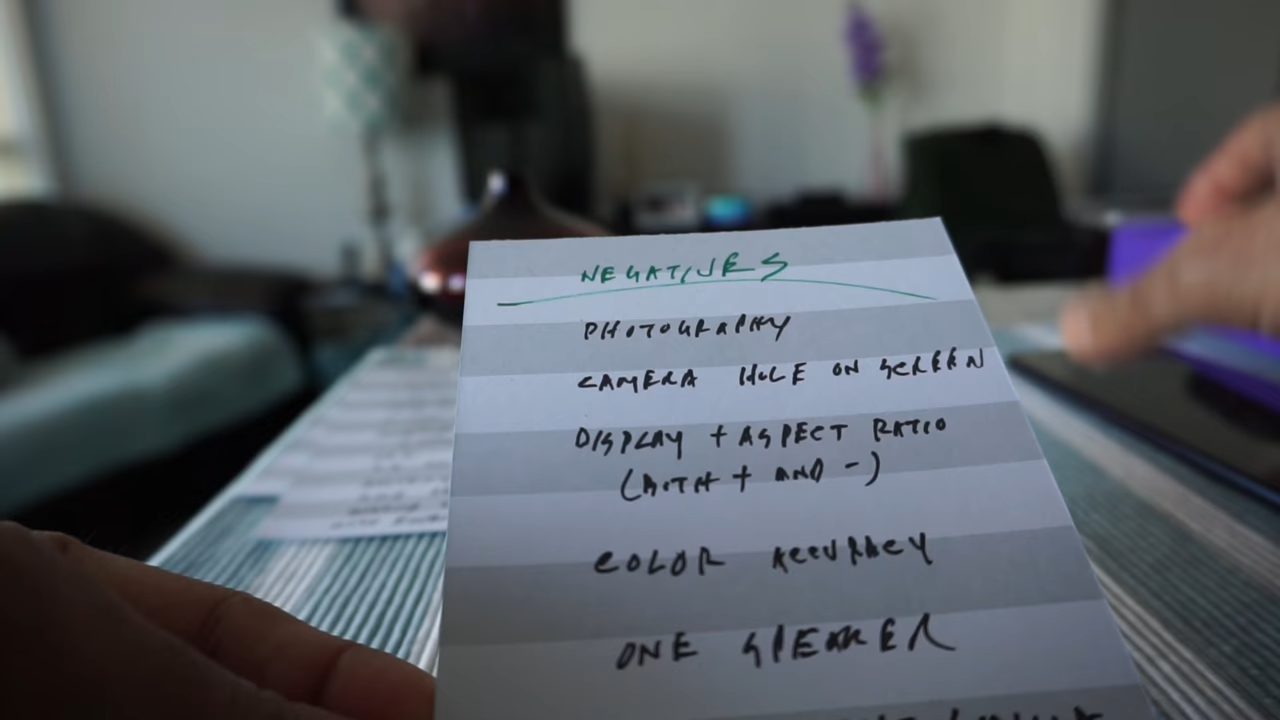 NEGATIVES
PHOTOGRAPHY
CAMERA HOLE ON SCREEN
DISPLAY + ASPECT RATIO
(BOTH + AND -)
COLOR ACCURACY
ONE SPEAKER